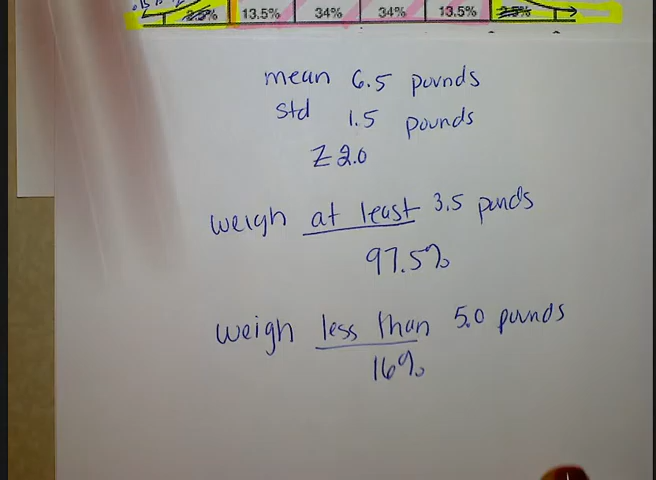 13.5% 34% 34% 13.5%
mean 6.5 pounds
std 1.5 pounds
Z 2.0
weigh at least 3.5 punds
97.5%
weigh less than 5.0 pounds
16%